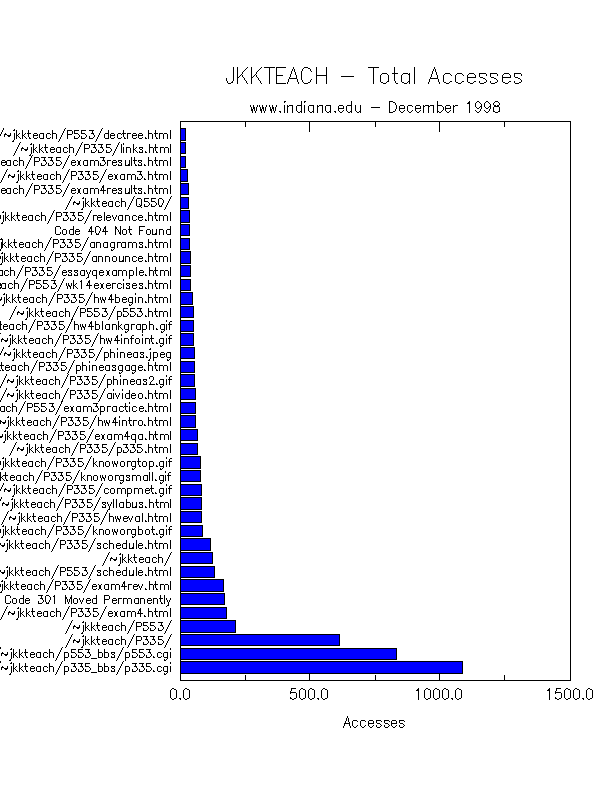 JKKTEACH – Total Accesses
www.indiana.edu – December 1998
/~jkkteach/P553/dectree.html
/~jkkteach/P335/links.html
each/P335/exam3results.html
/~jkkteach/P335/exam3.html
each/P335/exam4results.html
/~jkkteach/Q550/
~jkkteach/P335/relevance.html
Code 404 Not Found
jkkteach/P335/anagrams.html
jkkteach/P335/announce.html
ach/P335/essayqexample.html
ach/P553/wk14exercises.html
~jkkteach/P335/hw4begin.html
/~jkkteach/P553/p553.html
teach/P335/hw4blankgraph.gif
/~jkkteach/P335/hw4infoint.gif
/~jkkteach/P335/phineas.jpeg
teach/P335/phineasgage.html
/~jkkteach/P335/phineas2.gif
/~jkkteach/P335/aivideo.html
ach/P553/exam3practice.html
~jkkteach/P335/hw4intro.html
~jkkteach/P335/exam4qa.html
/~jkkteach/P335/p335.html
jkkteach/P335/knoworgtop.gif
kteach/P335/knoworgsmall.gif
/~jkkteach/P335/compmet.gif
/~jkkteach/P335/syllabus.html
/~jkkteach/P335/hweval.html
jkkteach/P335/knoworgbot.gif
~jkkteach/P335/schedule.html
/~jkkteach/
~jkkteach/P553/schedule.html
~jkkteach/P335/exam4rev.html
Code 301 Moved Permanently
/~jkkteach/P335/exam4.html
/~jkkteach/P553/
/~jkkteach/P335/
/~jkkteach/p553_bbs/p553.cgi
/~jkkteach/p335_bbs/p335.cgi
0.0 500.0 1000.0 1500.0
Accesses